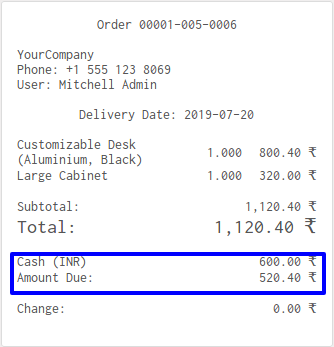 Order 00001-005-0006
YourCompany
Phone: +1 555 123 8069
User: Mitchell Admin
Delivery Date: 2019-07-20
Customizable Desk (Aluminium, Black) 1.000 800.40 ₹
Large Cabinet 1.000 320.00 ₹
Subtotal: 1,120.40 ₹
Total: 1,120.40 ₹
Cash (INR) 600.00 ₹
Amount Due: 520.40 ₹
Change: 0.00 ₹